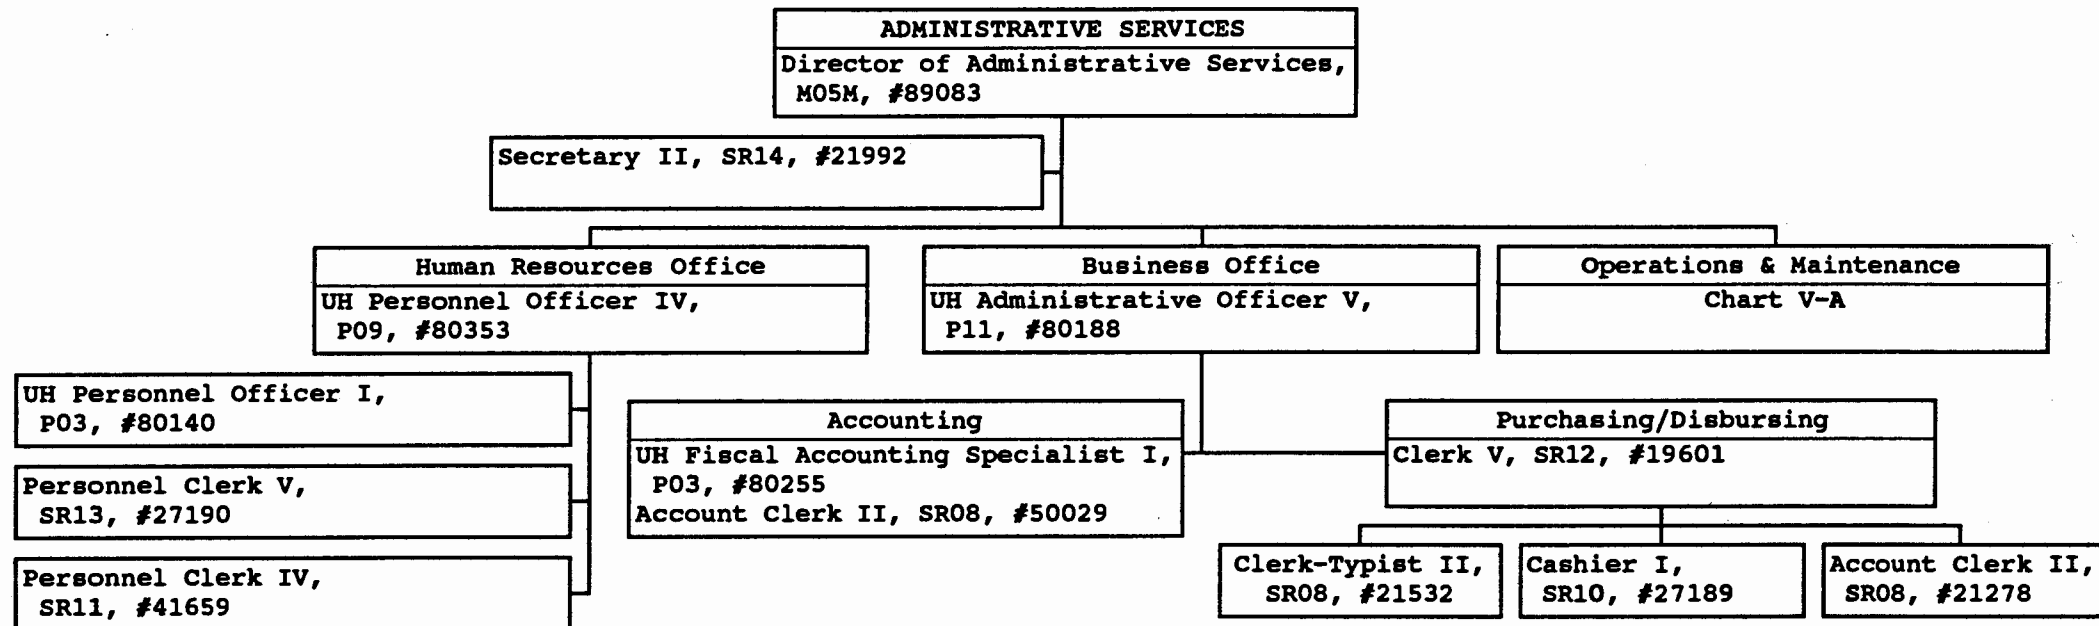 ADMINISTRATIVE SERVICES
Director of Administrative Services,
M05M, #89083
Secretary II, SR14, #21992
Human Resources Office
UH Personnel Officer IV,
P09, #80353
Business Office
UH Administrative Officer V,
P11, #80188
Operations & Maintenance
Chart V-A
UH Personnel Officer I,
P03, #80140
Personnel Clerk V,
SR13, #27190
Personnel Clerk IV,
SR11, #41659
Accounting
UH Fiscal Accounting Specialist I,
P03, #80255
Account Clerk II, SR08, #50029
Purchasing/Disbursing
Clerk V, SR12, #19601
Clerk-Typist II,
SR08, #21532
Cashier I,
SR10, #27189
Account Clerk II,
SR08, #21278